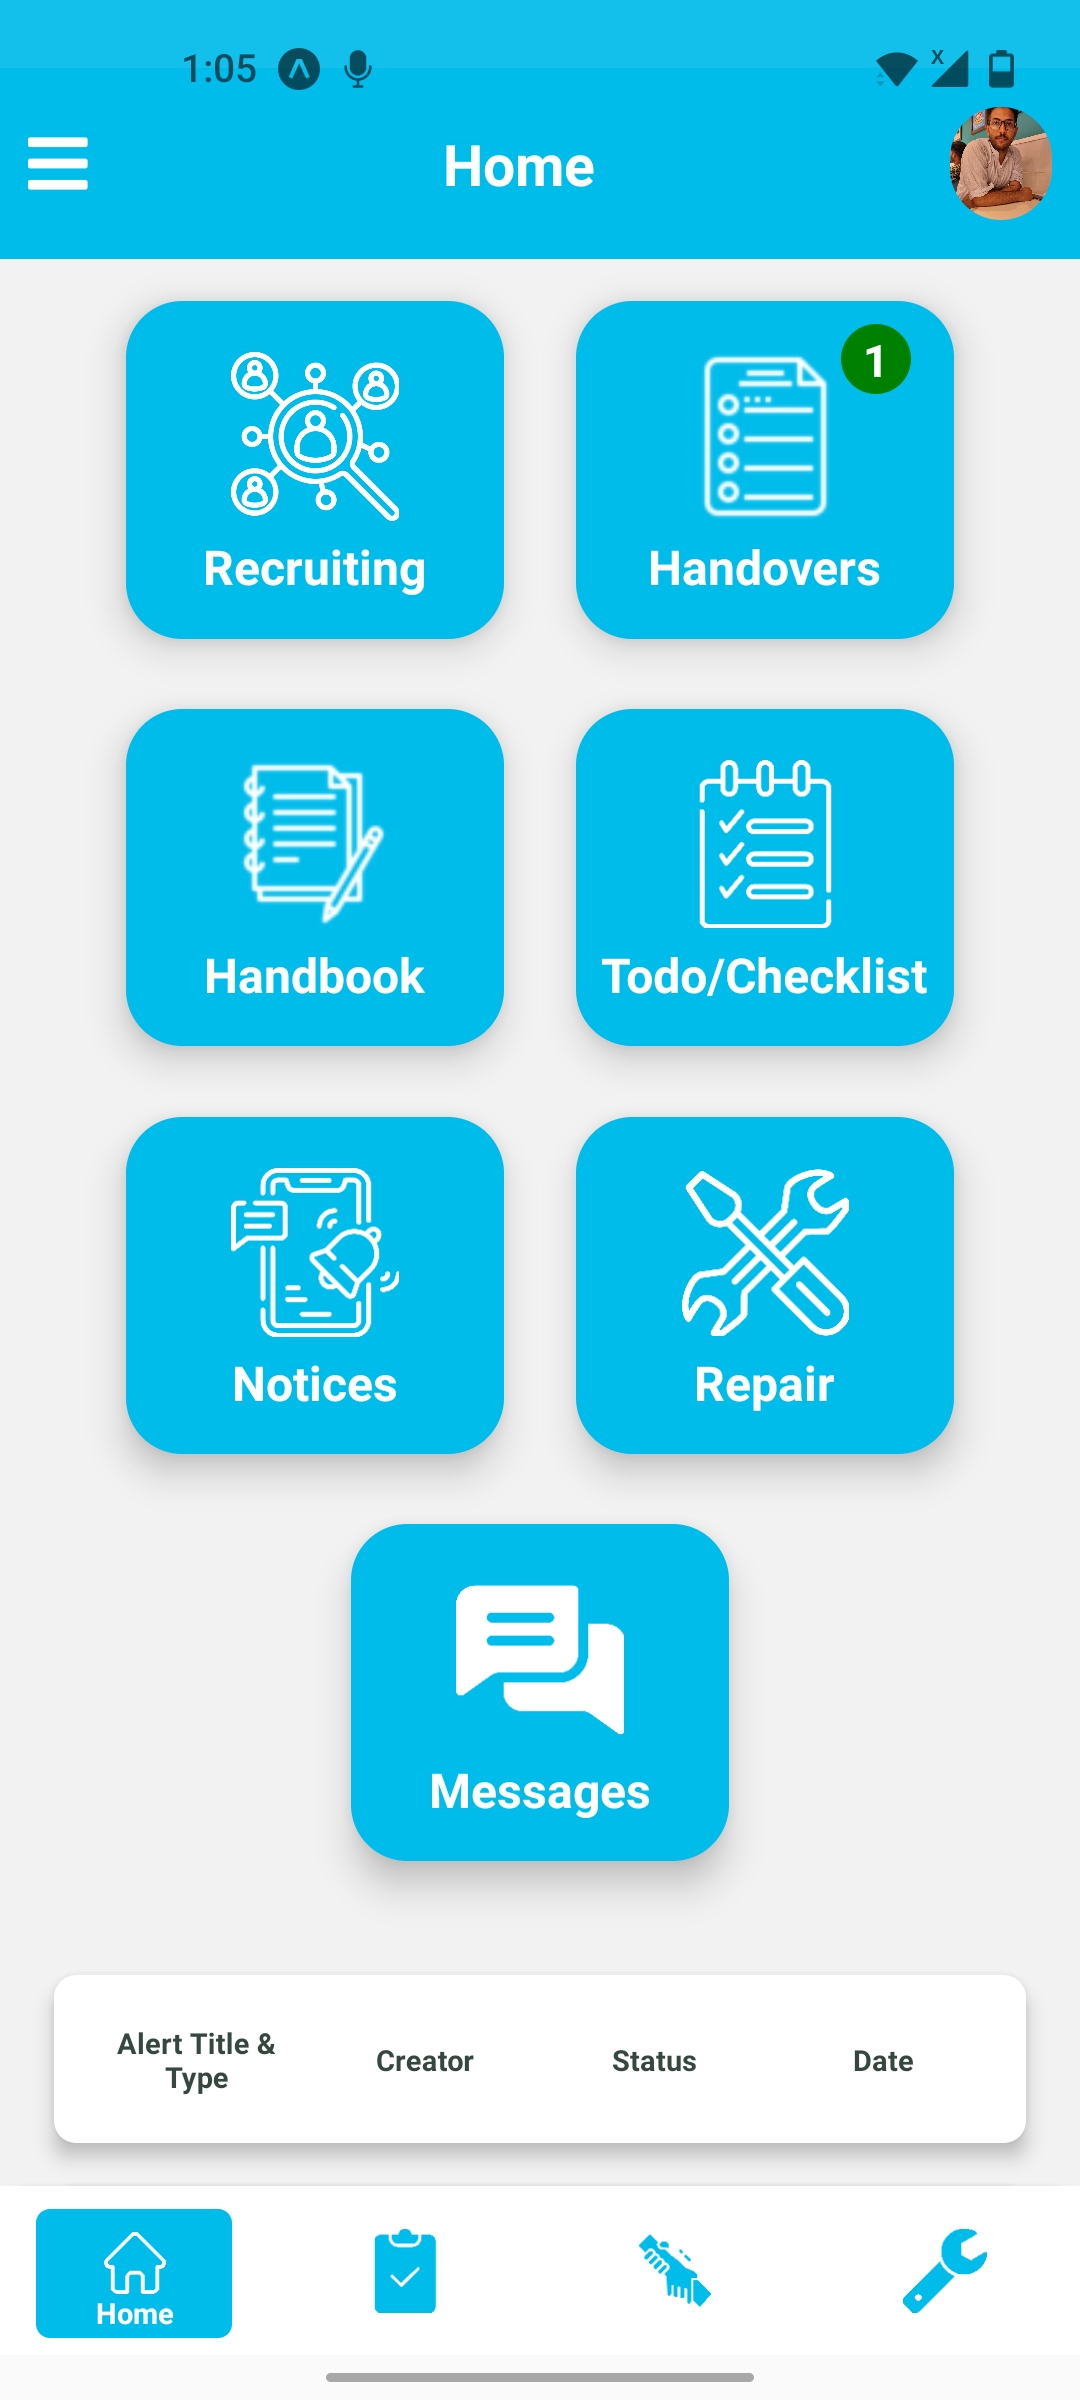 1:05
X
Home
1
Recruiting
Handovers
Handbook
Todo/Checklist
Notices
Repair
Messages
Alert Title &
Type
Creator
Status
Date
Home